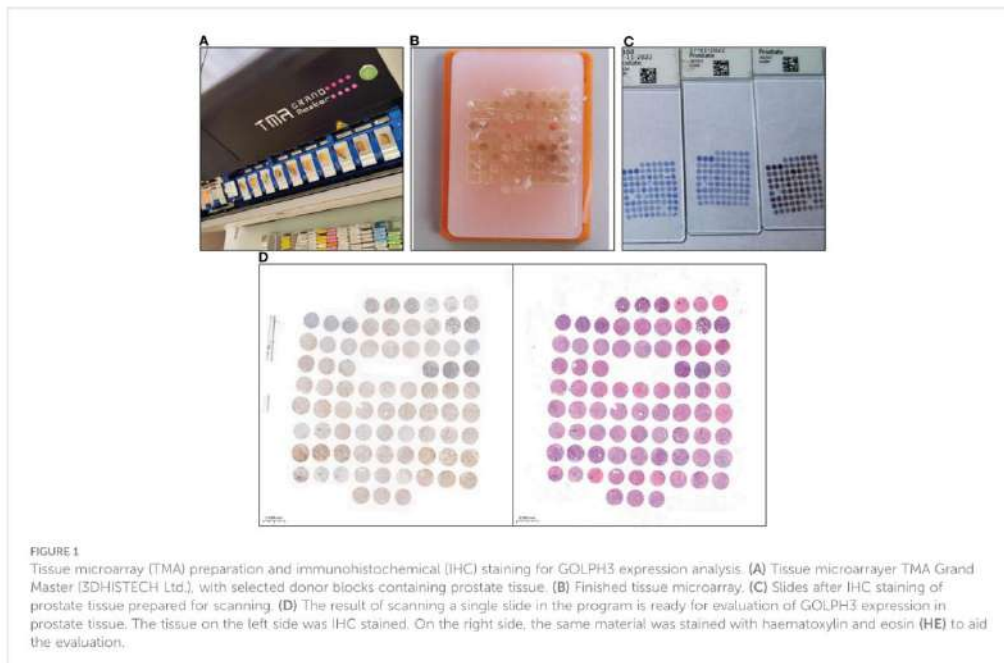 A
B
C
TMA GRAND
Master
Prostate
Prostate
D
FIGURE 1
Tissue microarray (TMA) preparation and immunohistochemical (IHC) staining for GOLPH3 expression analysis. (A) Tissue microarrayer TMA Grand
Master (3DHISTECH Ltd.), with selected donor blocks containing prostate tissue. (B) Finished tissue microarray. (C) Slides after IHC staining of
prostate tissue prepared for scanning. (D) The result of scanning a single slide in the program is ready for evaluation of GOLPH3 expression in
prostate tissue. The tissue on the left side was IHC stained. On the right side, the same material was stained with haematoxylin and eosin (HE) to aid
the evaluation.